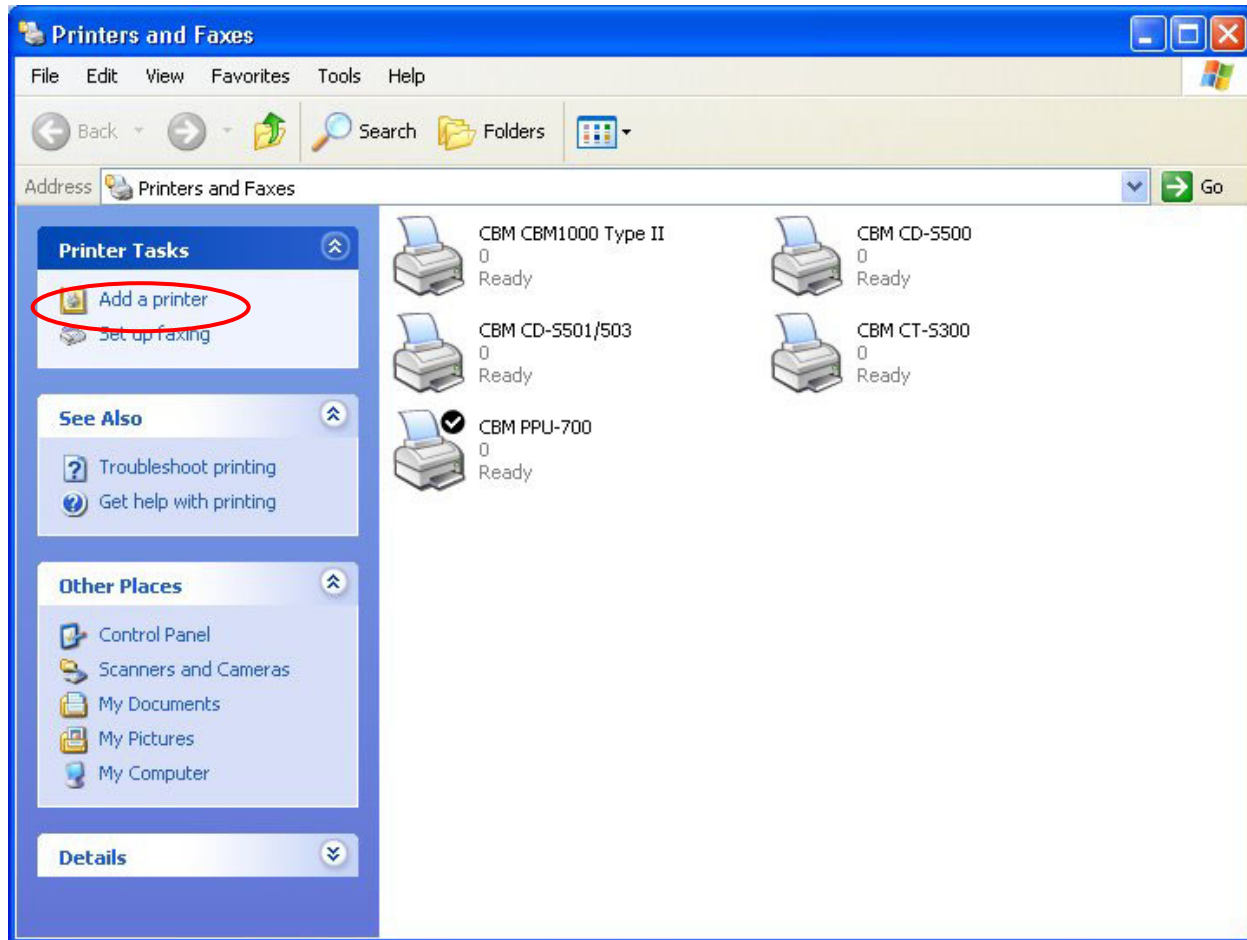 Printers and Faxes
File Edit View Favorites Tools Help
Back Search Folders
Address Printers and Faxes Go
Printer Tasks
Add a printer
Set up faxing
See Also
Troubleshoot printing
Get help with printing
Other Places
Control Panel
Scanners and Cameras
My Documents
My Pictures
My Computer
Details
CBM CBM1000 Type II
0
Ready
CBM CD-S500
0
Ready
CBM CD-S501/503
0
Ready
CBM CT-S300
0
Ready
CBM PPU-700
0
Ready